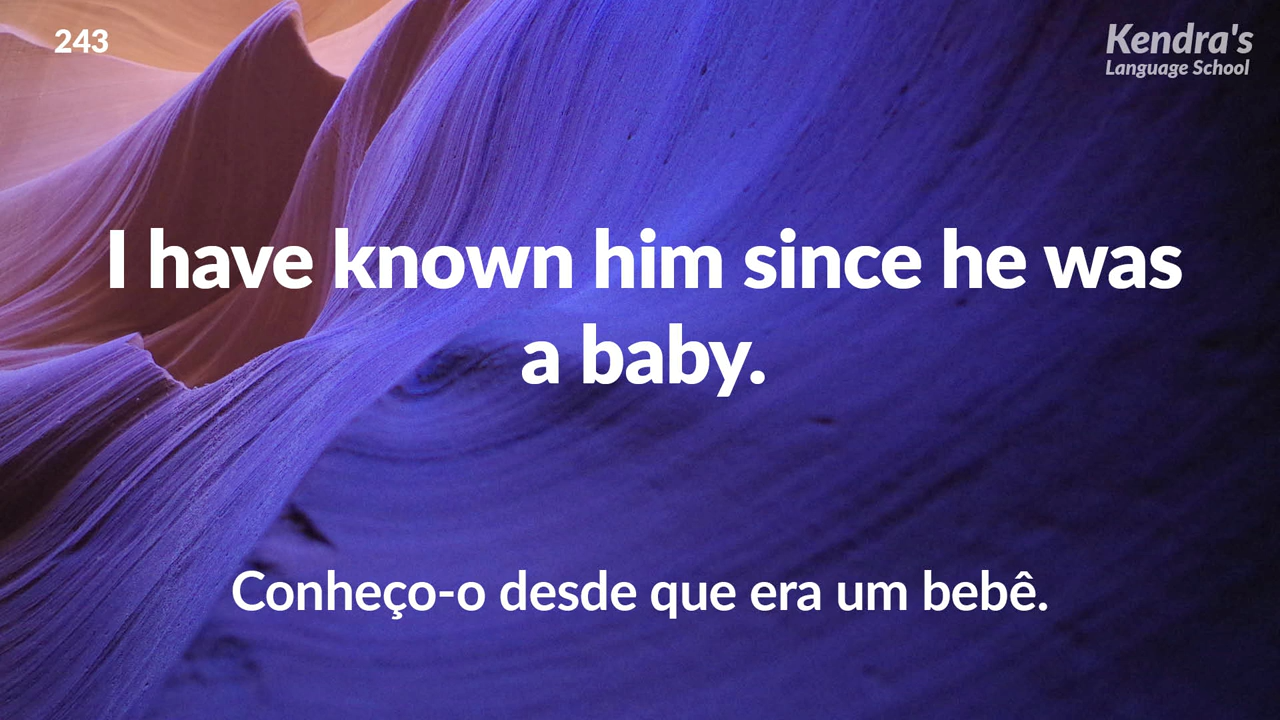 243
Kendra's
Language School
I have known him since he was
a baby.
Conheço-o desde que era um bebê.